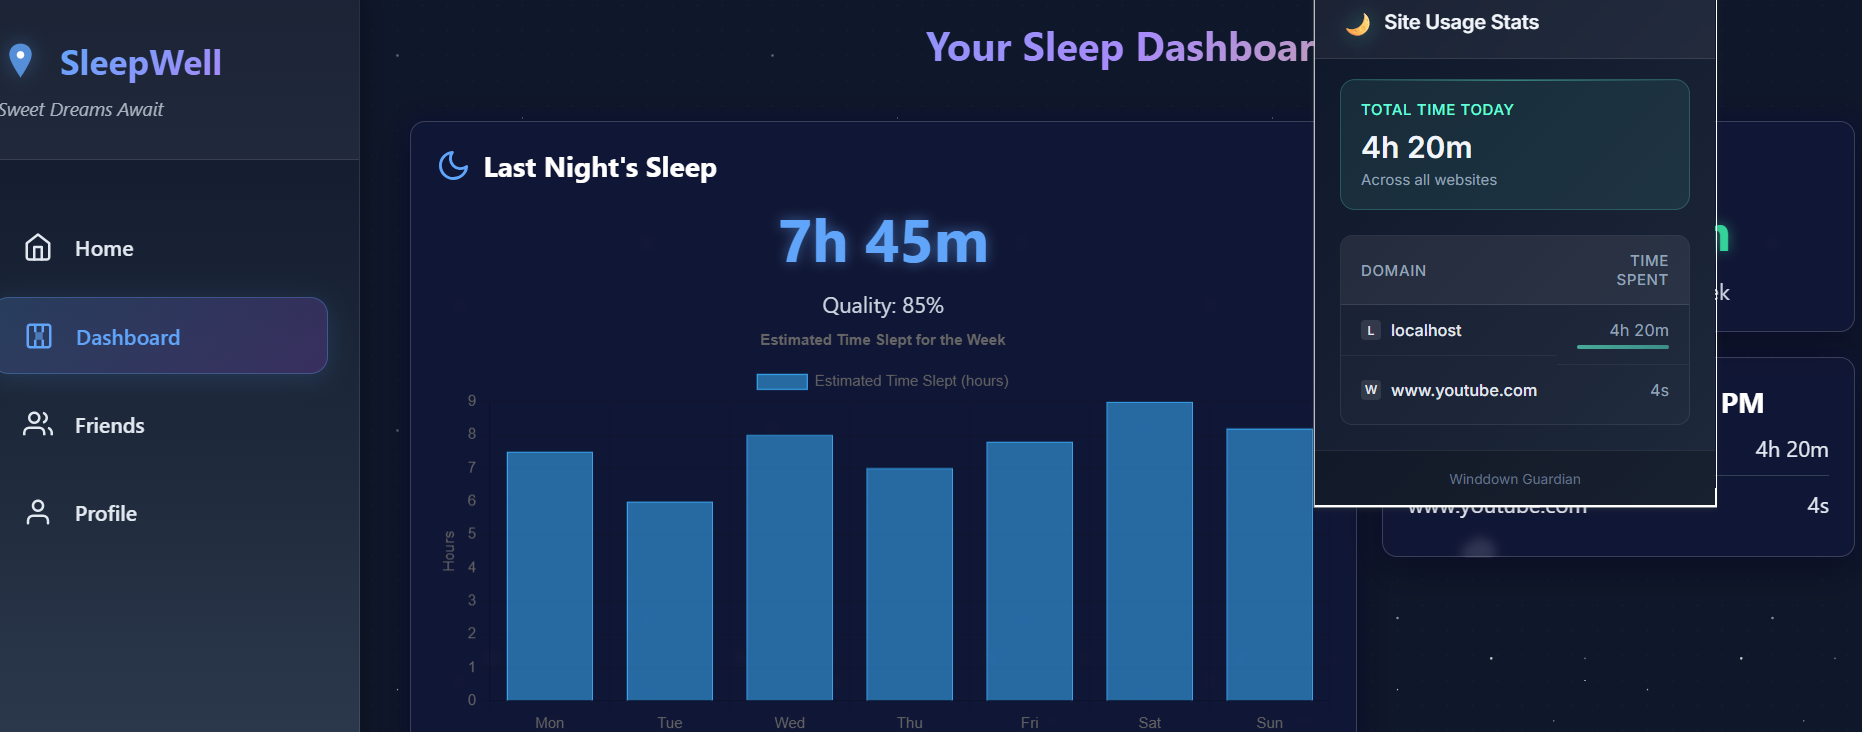 SleepWell
Sweet Dreams Await
Home
Dashboard
Friends
Profile
Your Sleep Dashboar
Last Night's Sleep
7h 45m
Quality: 85%
Estimated Time Slept for the Week
Estimated Time Slept (hours)
9
8
7
6
5
4
3
2
1
0
Hours
Mon Tue Wed Thu Fri Sat Sun
Site Usage Stats
TOTAL TIME TODAY
4h 20m
Across all websites
DOMAIN TIME SPENT
L localhost 4h 20m
W www.youtube.com 4s
Winddown Guardian
PM
4h 20m
www.youtube.com 4s